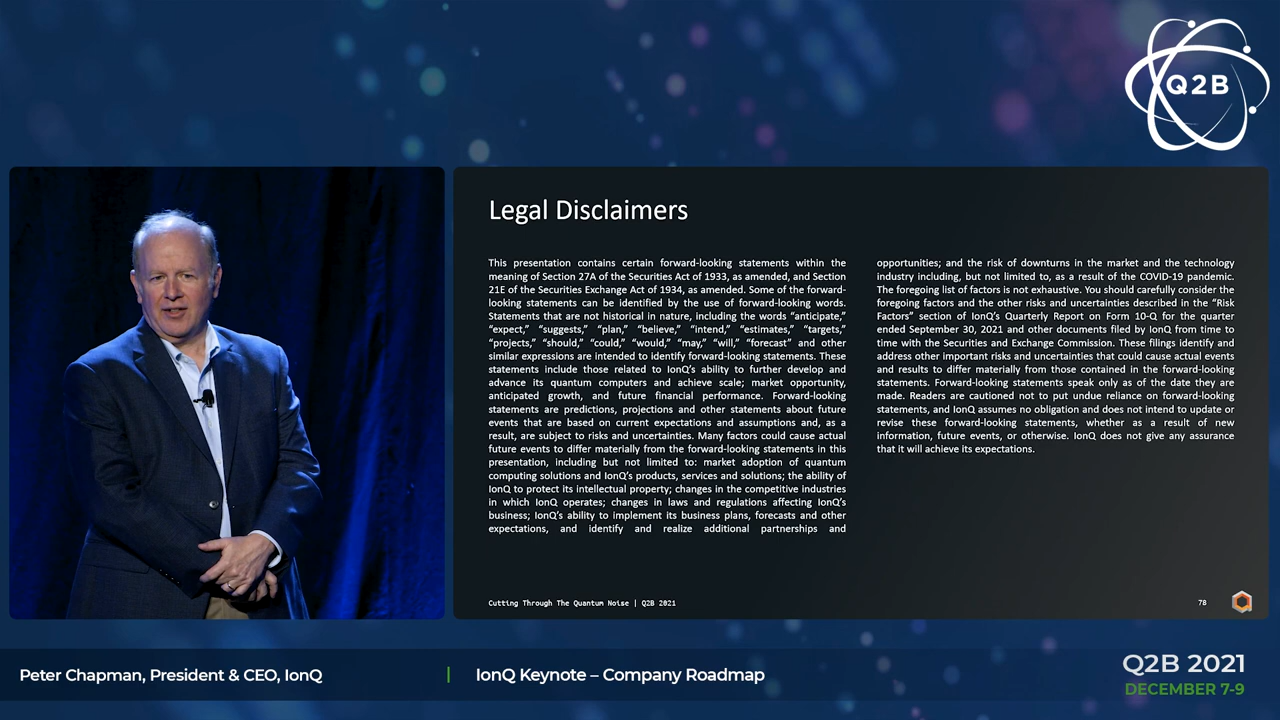 Q2B
Legal Disclaimers
This presentation contains certain forward-looking statements within the
meaning of Section 27A of the Securities Act of 1933, as amended, and Section
21E of the Securities Exchange Act of 1934, as amended. Some of the forward-
looking statements can be identified by the use of forward-looking words.
Statements that are not historical in nature, including the words “anticipate,”
“expect,” “suggests,” “plan,” “believe,” “intend,” “estimates,” “targets,”
“projects,” “should,” “could,” “would,” “may,” “will,” “forecast” and other
similar expressions are intended to identify forward-looking statements. These
statements include those related to IonQ’s ability to further develop and
advance its quantum computers and achieve scale; market opportunity,
anticipated growth, and future financial performance. Forward-looking
statements are predictions, projections and other statements about future
events that are based on current expectations and assumptions and, as a
result, are subject to risks and uncertainties. Many factors could cause actual
future events to differ materially from the forward-looking statements in this
presentation, including but not limited to: market adoption of quantum
computing solutions and IonQ’s products, services and solutions; the ability of
IonQ to protect its intellectual property; changes in the competitive industries
in which IonQ operates; changes in laws and regulations affecting IonQ’s
business; IonQ’s ability to implement its business plans, forecasts and other
expectations, and identify and realize additional partnerships and
opportunities; and the risk of downturns in the market and the technology
industry including, but not limited to, as a result of the COVID-19 pandemic.
The foregoing list of factors is not exhaustive. You should carefully consider the
foregoing factors and the other risks and uncertainties described in the “Risk
Factors” section of IonQ’s Quarterly Report on Form 10-Q for the quarter
ended September 30, 2021 and other documents filed by IonQ from time to
time with the Securities and Exchange Commission. These filings identify and
address other important risks and uncertainties that could cause actual events
and results to differ materially from those contained in the forward-looking
statements. Forward-looking statements speak only as of the date they are
made. Readers are cautioned not to put undue reliance on forward-looking
statements, and IonQ assumes no obligation and does not intend to update or
revise these forward-looking statements, whether as a result of new
information, future events, or otherwise. IonQ does not give any assurance
that it will achieve its expectations.
Cutting Through The Quantum Noise | Q2B 2021
78
Peter Chapman, President & CEO, IonQ
IonQ Keynote – Company Roadmap
Q2B 2021
DECEMBER 7-9